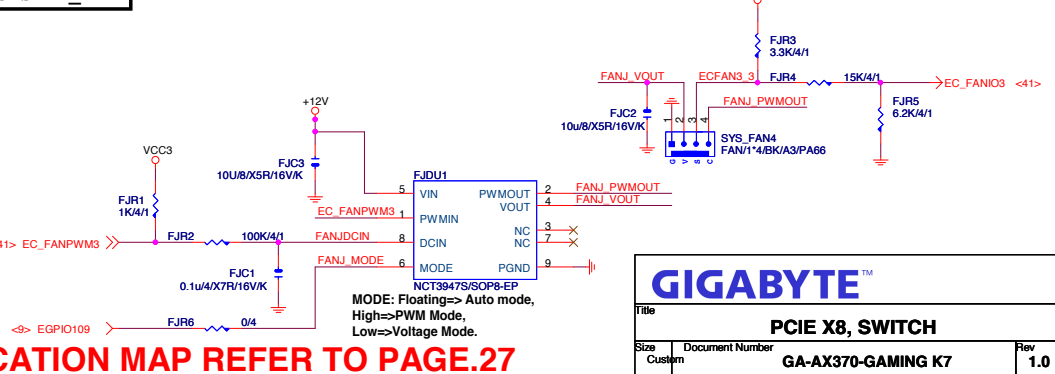 FJR3
3.3K/4/1
FANJ_VOUT
ECFAN3_3
FJR4
15K/4/1
EC_FANIO3 <41>
FJC2
10u/8/X5R/16V/K
FANJ_PWMOUT
FJR5
6.2K/4/1
1 2 3 4
G V S C
SYS_FAN4
FAN/1*4/BK/A3/PA66
+12V
VCC3
FJC3
10U/8/X5R/16V/K
FJDU1
FJR1
1K/4/1
5 VIN
PWMOUT 2 FANJ_PWMOUT
VOUT 4 FANJ_VOUT
EC_FANPWM3 1 PWMIN
NC 3
NC 7
41> EC_FANPWM3
FJR2
100K/4/1
FANJDCIN 8 DCIN
FANJ_MODE 6 MODE
PGND 9
FJC1
0.1u/4/X7R/16V/K
NCT3947S/SOP8-EP
MODE: Floating=> Auto mode,
High=>PWM Mode,
Low=>Voltage Mode.
<9> EGPIO109
FJR6
0/4
CATION MAP REFER TO PAGE.27
GIGABYTE™
Title
PCIE X8, SWITCH
Size
Custom
Document Number
GA-AX370-GAMING K7
Rev
1.0